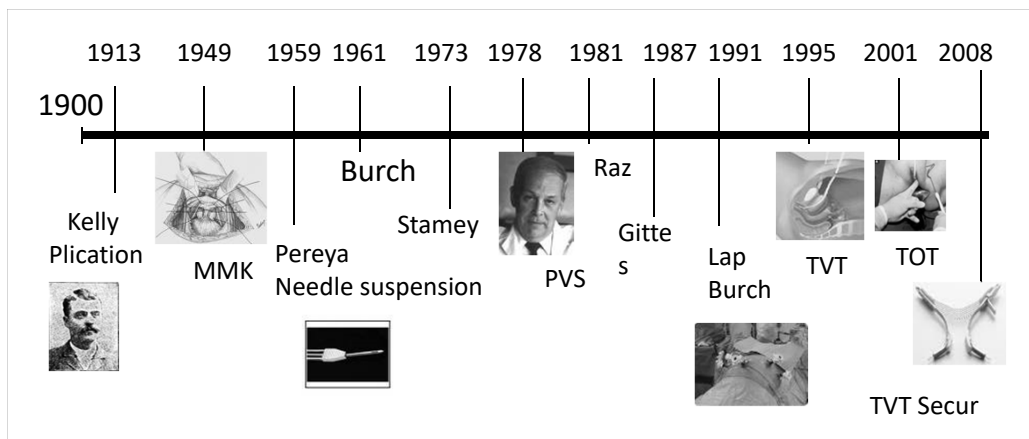 1913 1949 1959 1961 1973 1978 1981 1987 1991 1995 2001 2008
1900
Kelly
Plication
MMK
Pereya
Needle suspension
Burch
Stamey
PVS
Raz
Gitte
s
Lap
Burch
TVT
TOT
TVT Secur